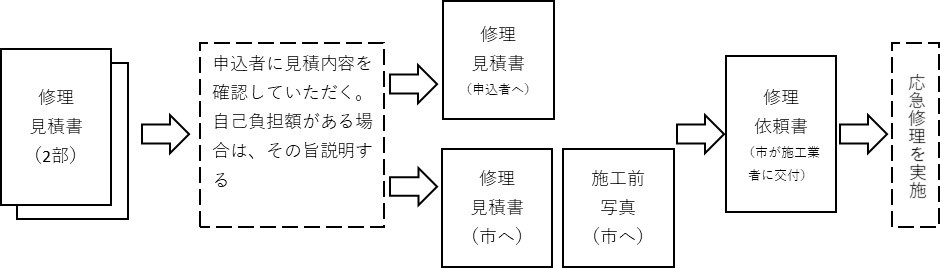 修理
見積書
（2部）
申込者に見積内容を
確認していただく。
自己負担額がある場
合は、その旨説明す
る
修理
見積書
（申込者へ）
修理
見積書
（市へ）
施工前
写真
（市へ）
修理
依頼書
（市が施工業
者に交付）
応急修理を実施